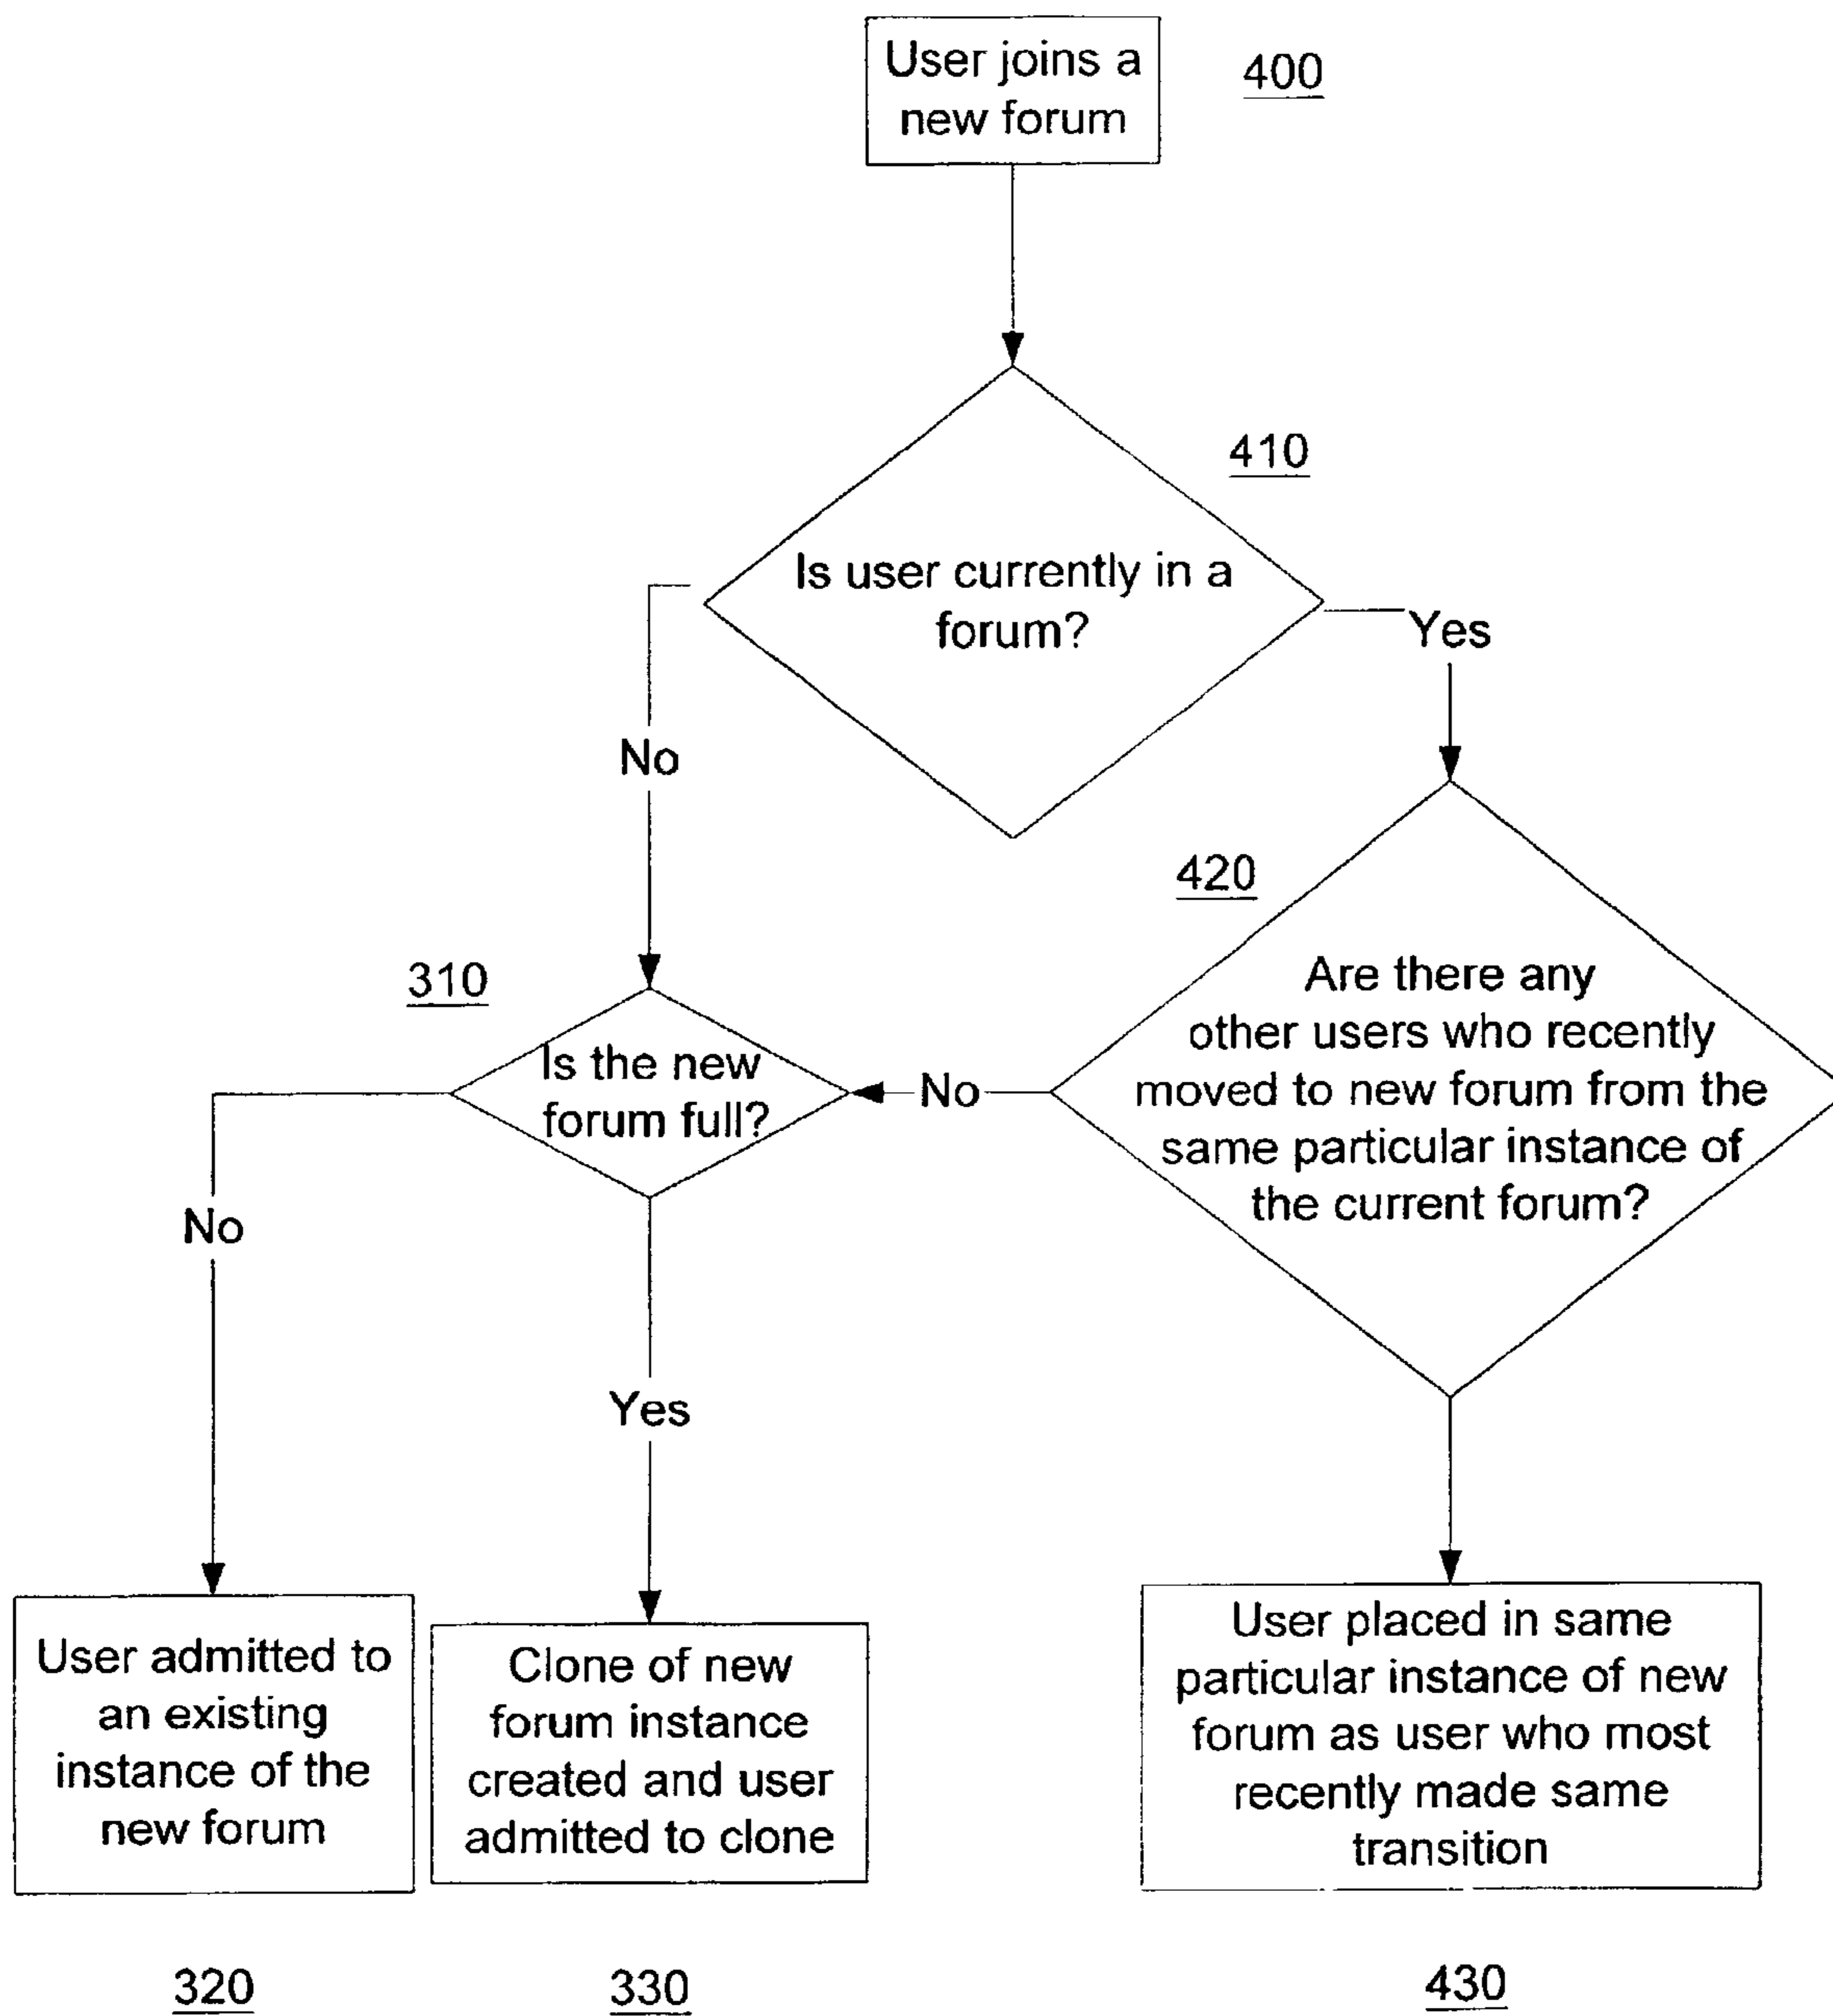 User joins a
new forum
400
410
Is user currently in a
forum?
Yes
No
420
Are there any
other users who recently
moved to new forum from the
same particular instance of
the current forum?
310
Is the new
forum full?
No
No
Yes
User admitted to
an existing
instance of the
new forum
Clone of new
forum instance
created and user
admitted to clone
User placed in same
particular instance of new
forum as user who most
recently made same
transition
320
330
430